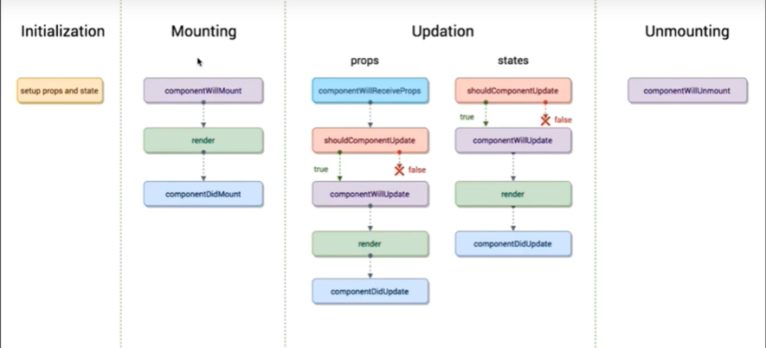 Initialization
Mounting
Updation
Unmounting
props
states
setup props and state
componentWillMount
render
componentDidMount
componentWillReceiveProps
shouldComponentUpdate
true
false
componentWillUpdate
render
componentDidUpdate
shouldComponentUpdate
true
false
componentWillUpdate
render
componentDidUpdate
componentWillUnmount